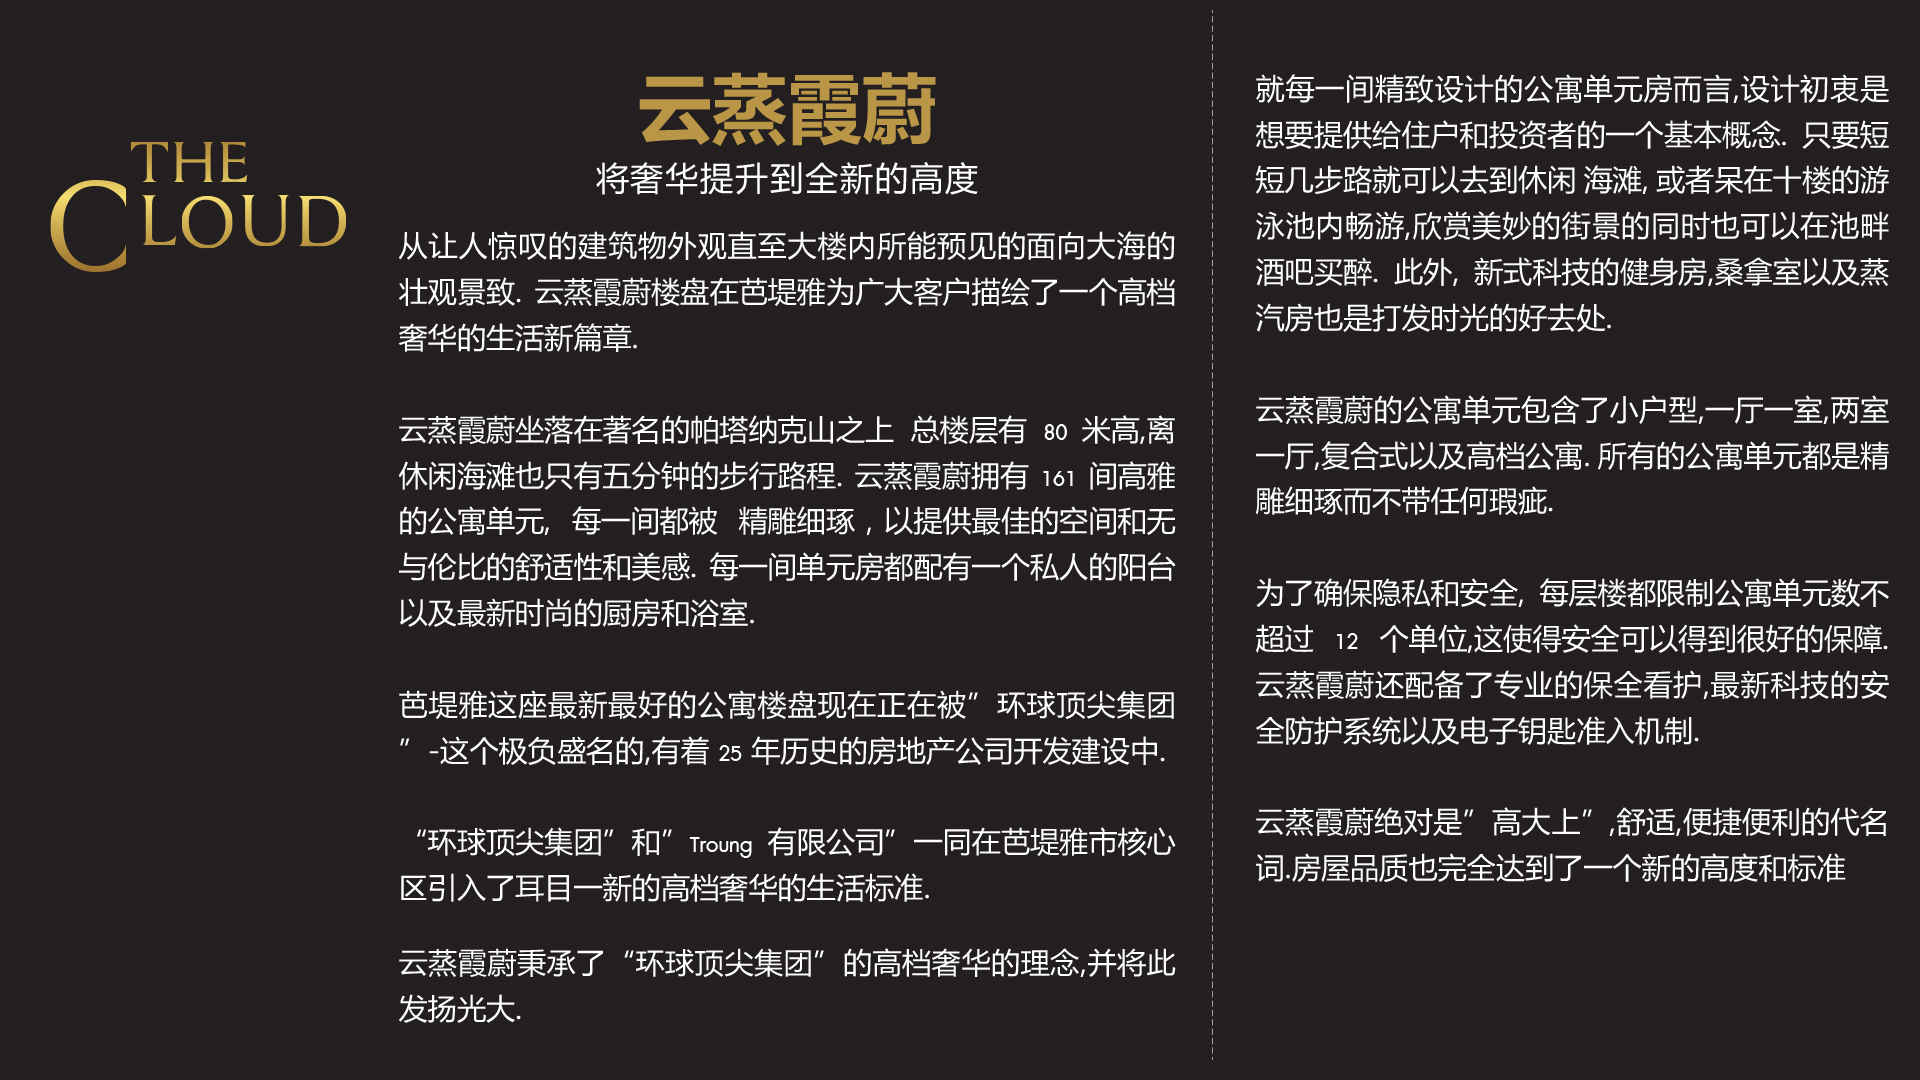 THE
CLOUD
云蒸霞蔚
将奢华提升到全新的高度
从让人惊叹的建筑物外观直至大楼内所能预见的面向大海的
壮观景致. 云蒸霞蔚楼盘在芭堤雅为广大客户描绘了一个高档
奢华的生活新篇章.
云蒸霞蔚坐落在著名的帕塔纳克山之上 总楼层有 80 米高,离
休闲海滩也只有五分钟的步行路程. 云蒸霞蔚拥有 161 间高雅
的公寓单元, 每一间都被 精雕细琢 , 以提供最佳的空间和无
与伦比的舒适性和美感. 每一间单元房都配有一个私人的阳台
以及最新时尚的厨房和浴室.
芭堤雅这座最新最好的公寓楼盘现在正在被”环球顶尖集团
”-这个极负盛名的,有着 25 年历史的房地产公司开发建设中.
“环球顶尖集团”和”Troung 有限公司”一同在芭堤雅市核心
区引入了耳目一新的高档奢华的生活标准.
云蒸霞蔚秉承了“环球顶尖集团”的高档奢华的理念,并将此
发扬光大.
就每一间精致设计的公寓单元房而言,设计初衷是
想要提供给住户和投资者的一个基本概念. 只要短
短几步路就可以去到休闲 海滩, 或者呆在十楼的游
泳池内畅游,欣赏美妙的街景的同时也可以在池畔
酒吧买醉. 此外, 新式科技的健身房,桑拿室以及蒸
汽房也是打发时光的好去处.
云蒸霞蔚的公寓单元包含了小户型,一厅一室,两室
一厅,复合式以及高档公寓. 所有的公寓单元都是精
雕细琢而不带任何瑕疵.
为了确保隐私和安全, 每层楼都限制公寓单元数不
超过 12 个单位,这使得安全可以得到很好的保障.
云蒸霞蔚还配备了专业的保全看护,最新科技的安
全防护系统以及电子钥匙准入机制.
云蒸霞蔚绝对是”高大上”,舒适,便捷便利的代名
词.房屋品质也完全达到了一个新的高度和标准